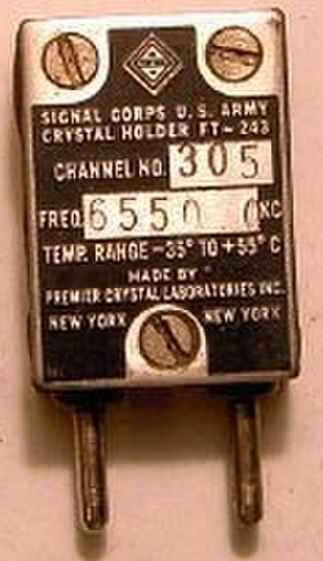 SIGNAL CORPS U.S. ARMY
CRYSTAL HOLDER FT-243
CHANNEL NO. 305
FREQ. 6550 0 KC
TEMP. RANGE -35° TO +55° C
MADE BY
PREMIER CRYSTAL LABORATORIES INC.
NEW YORK NEW YORK